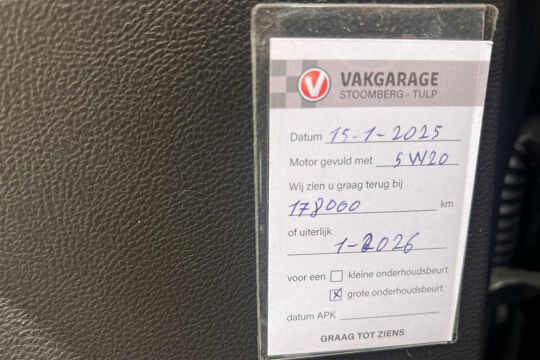 VAKGARAGE
STOOMBERG - TULP
Datum 15-1-2025
Motor gevuld met 5W20
Wij zien u graag terug bij
178000 km
of uiterlijk
1-2026
voor een kleine onderhoudsbeurt
grote onderhoudsbeurt
datum APK
GRAAG TOT ZIENS